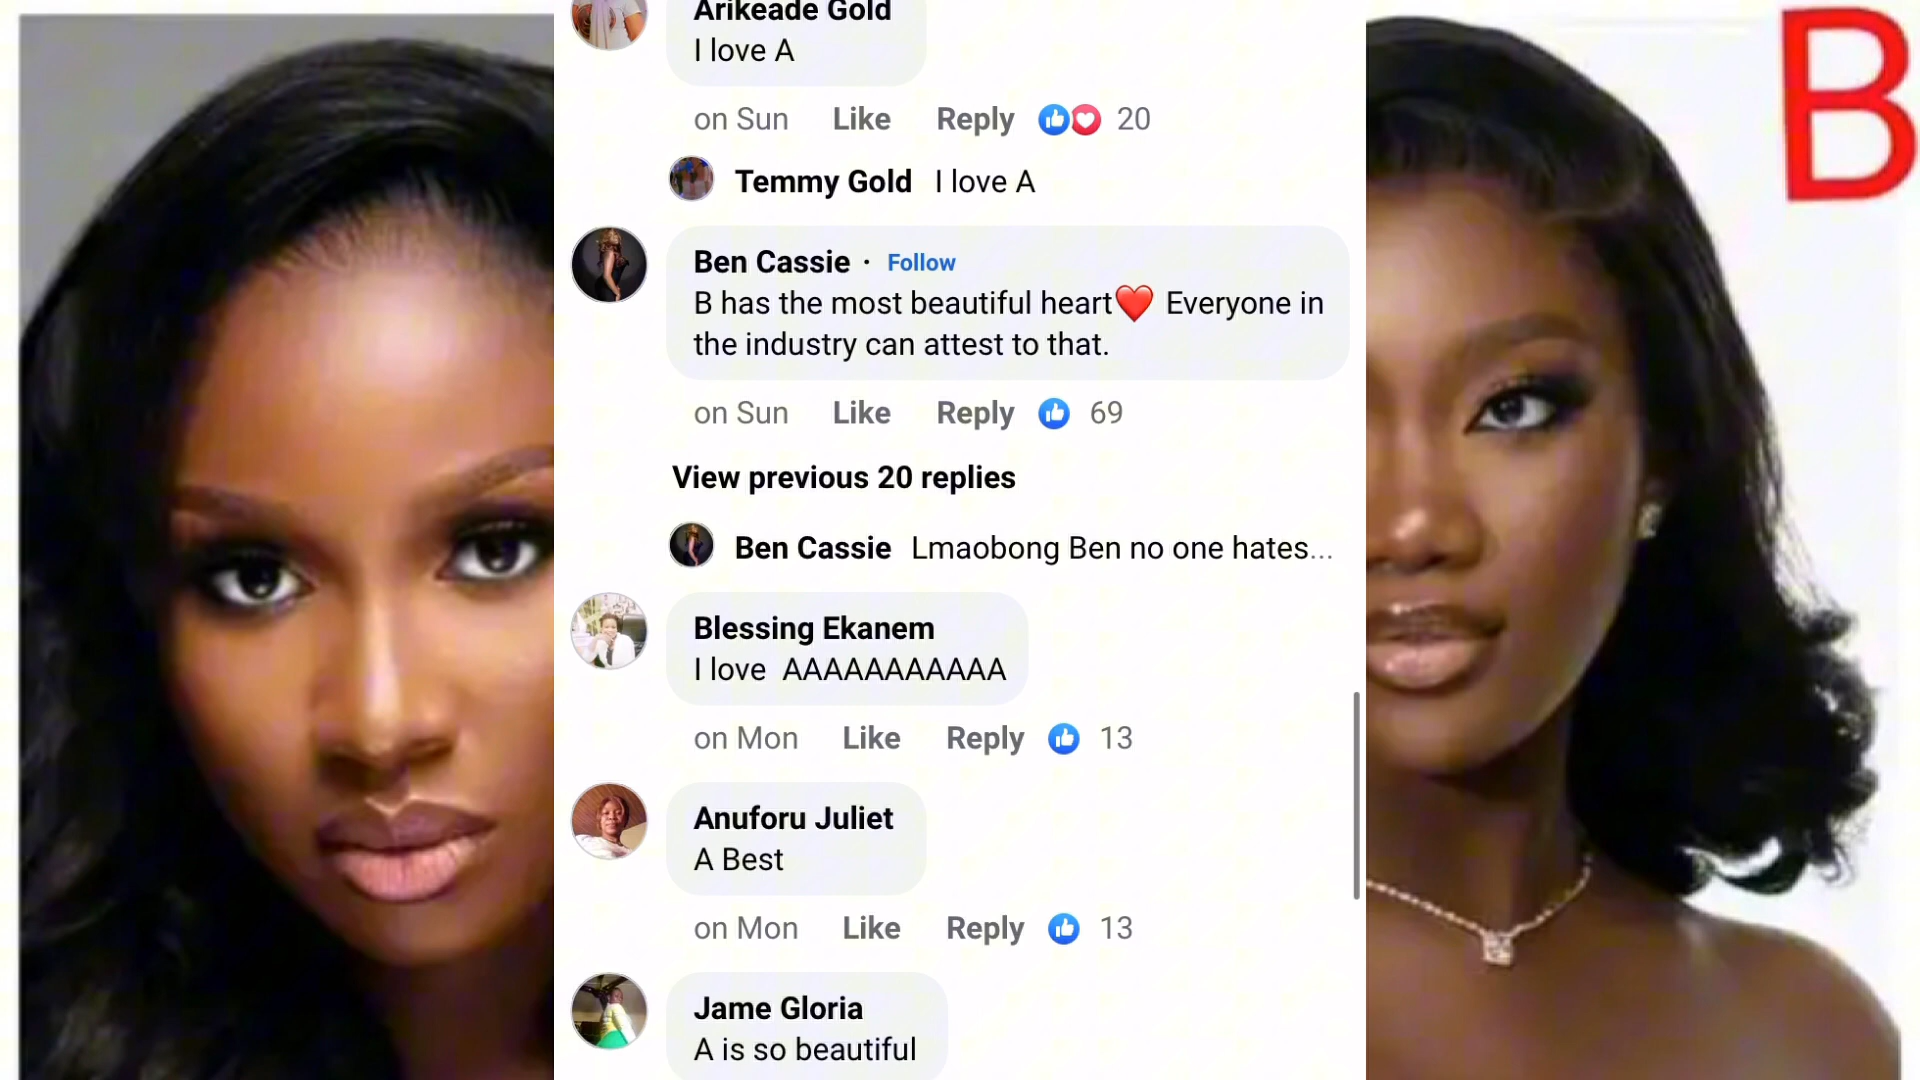 Arikeade Gold
I love A
on Sun Like Reply 20
Temmy Gold I love A
Ben Cassie · Follow
B has the most beautiful heart❤️ Everyone in
the industry can attest to that.
on Sun Like Reply 69
View previous 20 replies
Ben Cassie Lmaobong Ben no one hates...
Blessing Ekanem
I love AAAAAAAAAAA
on Mon Like Reply 13
Anuforu Juliet
A Best
on Mon Like Reply 13
Jame Gloria
A is so beautiful
B